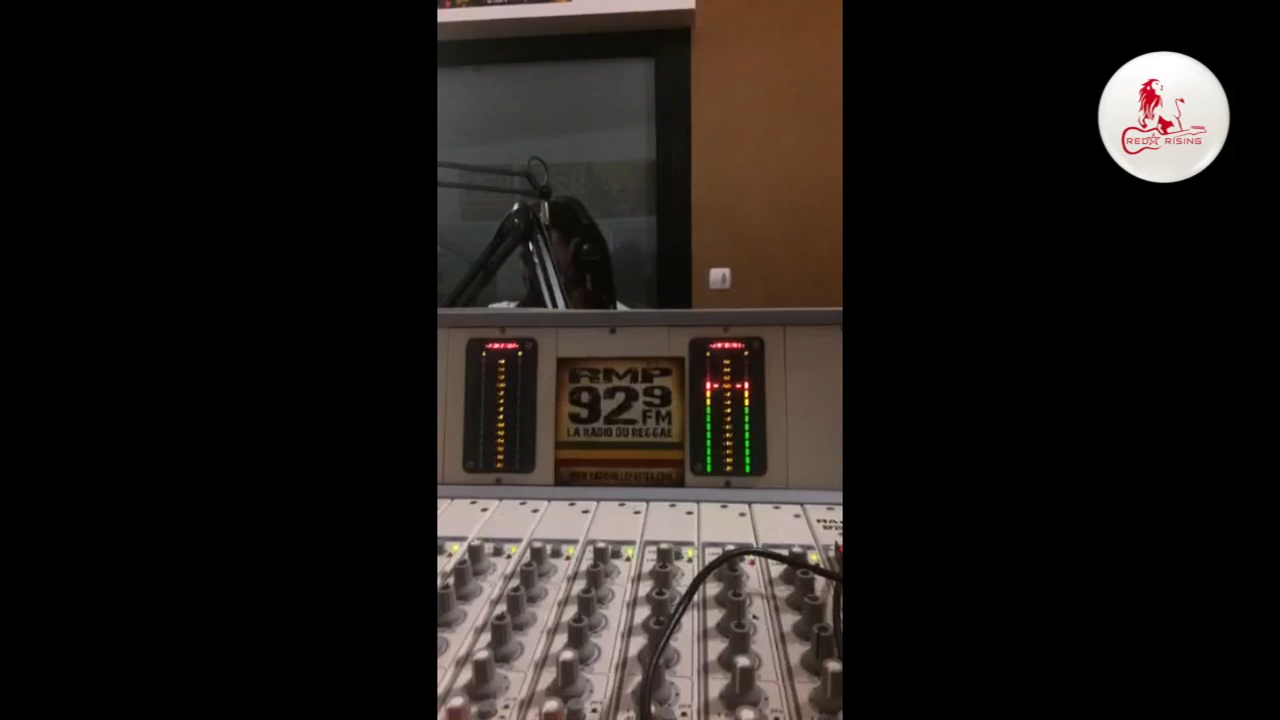 RED RISING
RMP
92.9
FM
LA RADIO DU REGGAE